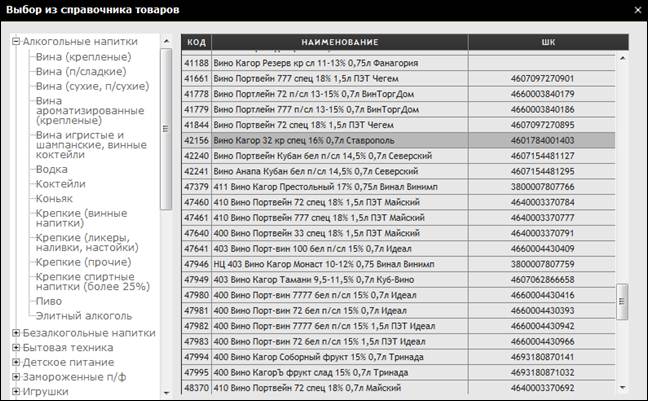 Выбор из справочника товаров
Алкогольные напитки
Вина (крепленые)
Вина (п/сладкие)
Вина (сухие, п/сухие)
Вина
ароматизированные
(крепленые)
Вина игристые и
шампанские, винные
коктейли
Водка
Коктейли
Коньяк
Крепкие (винные
напитки)
Крепкие (ликеры,
наливки, настойки)
Крепкие (прочие)
Крепкие спиртные
напитки (более 25%)
Пиво
Элитный алкоголь
Безалкогольные напитки
Бытовая техника
Детское питание
Замороженные п/ф
Игрушки
КОД НАИМЕНОВАНИЕ ШК
41188 Вино Кагор Резерв кр сл 11-13% 0,75л Фанагория
41661 Вино Портвейн 777 спец 18% 1,5л ПЭТ Чегем 4607097270901
41778 Вино Портлейн 72 п/сл 13-15% 0,7л ВинТоргДом 4660003840179
41779 Вино Портлейн 777 п/сл 13-15% 0,7л ВинТоргДом 4660003840186
41844 Вино Портвейн 72 спец 18% 1,5л ПЭТ Чегем 4607097270895
42156 Вино Кагор 32 кр спец 16% 0,7л Ставрополь 4601784001403
42240 Вино Портвейн Кубан бел п/сл 14,5% 0,7л Северский 4607154481127
42241 Вино Анапа Кубан бел п/сл 14,5% 0,7л Северский 4607154481295
47379 411 Вино Кагор Престольный 17% 0,75л Винал Винимп 3800007807766
47460 410 Вино Портвейн 72 спец 18% 1,5л ПЭТ Майский 4640003370784
47461 410 Вино Портвейн 777 спец 18% 1,5л ПЭТ Майский 4640003370777
47640 400 Вино Портвейн 33 спец 18% 1,5л ПЭТ Майский 4640003370791
47641 403 Вино Порт-вин 100 бел п/сл 15% 0,7л Идеал 4660004430409
47946 НЦ 403 Вино Кагор Монаст 10-12% 0,75 Винал Винимп 3800007807759
47949 403 Вино Кагор Тамани 9,5-11,5% 0,7л Куб-Вино 4607062866658
47980 400 Вино Порт-вин 7777 бел п/сл 15% 0,7л Идеал 4660004430416
47981 400 Вино Порт-вин 72 бел п/сл 15% 0,7л Идеал 4660004430393
47982 400 Вино Порт-вин 7777 бел п/сл 15% 1,5л ПЭТ Идеал 4660004430942
47983 400 Вино Порт-вин 72 бел п/сл 15% 1,5л ПЭТ Идеал 4660004430966
47994 400 Вино Кагор Соборный фрукт 15% 0,7л Тринада 4693180870141
47995 400 Вино КагорЪ фрукт слад 15% 0,7л Тринада 4693180871032
48370 410 Вино Портвейн 72 спец 18% 0,7л Майский 4640003370692